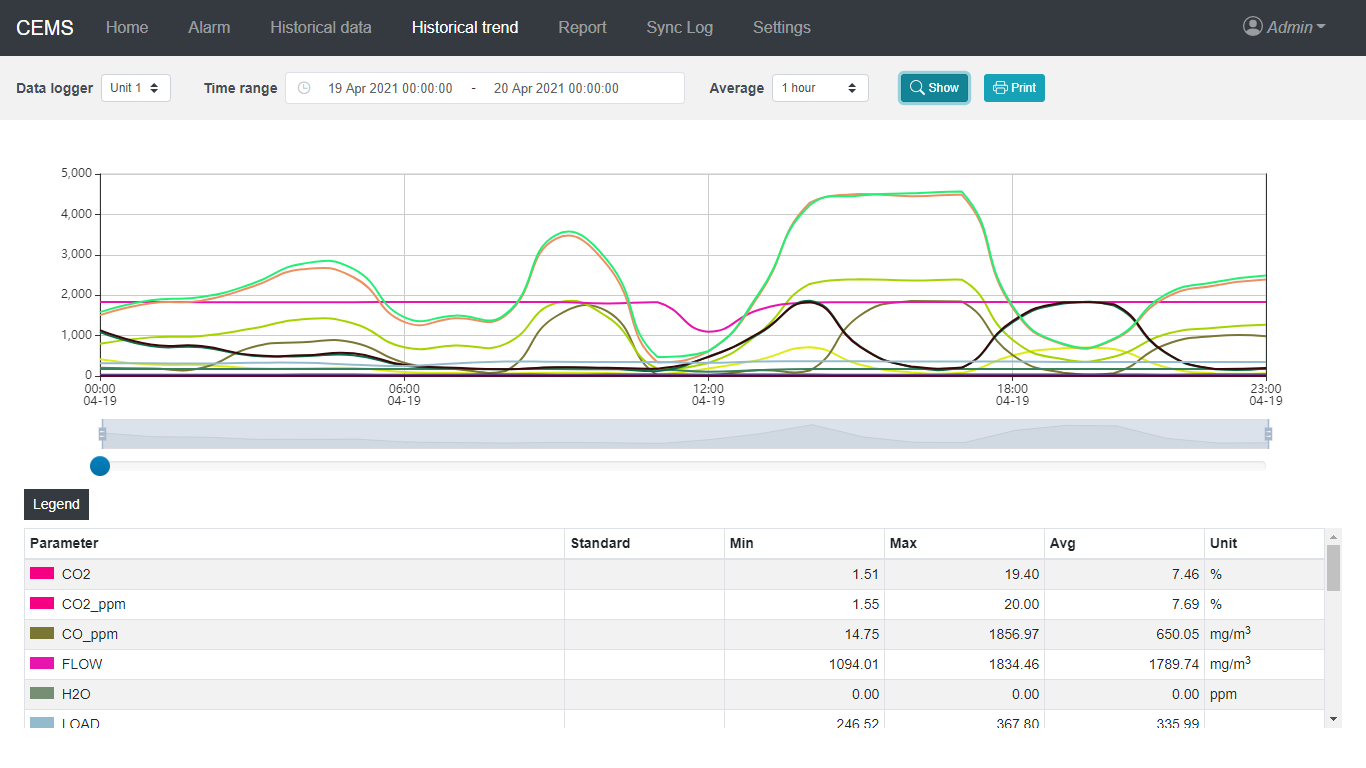 CEMS Home Alarm Historical data Historical trend Report Sync Log Settings Admin
Data logger Unit 1 Time range 19 Apr 2021 00:00:00 - 20 Apr 2021 00:00:00 Average 1 hour Show Print
5,000
4,000
3,000
2,000
1,000
0
00:00 06:00 12:00 18:00 23:00
04-19 04-19 04-19 04-19 04-19
Legend
Parameter Standard Min Max Avg Unit
CO2 1.51 19.40 7.46 %
CO2_ppm 1.55 20.00 7.69 %
CO_ppm 14.75 1856.97 650.05 mg/m³
FLOW 1094.01 1834.46 1789.74 mg/m³
H2O 0.00 0.00 0.00 ppm
LOAD 246.52 367.80 335.99